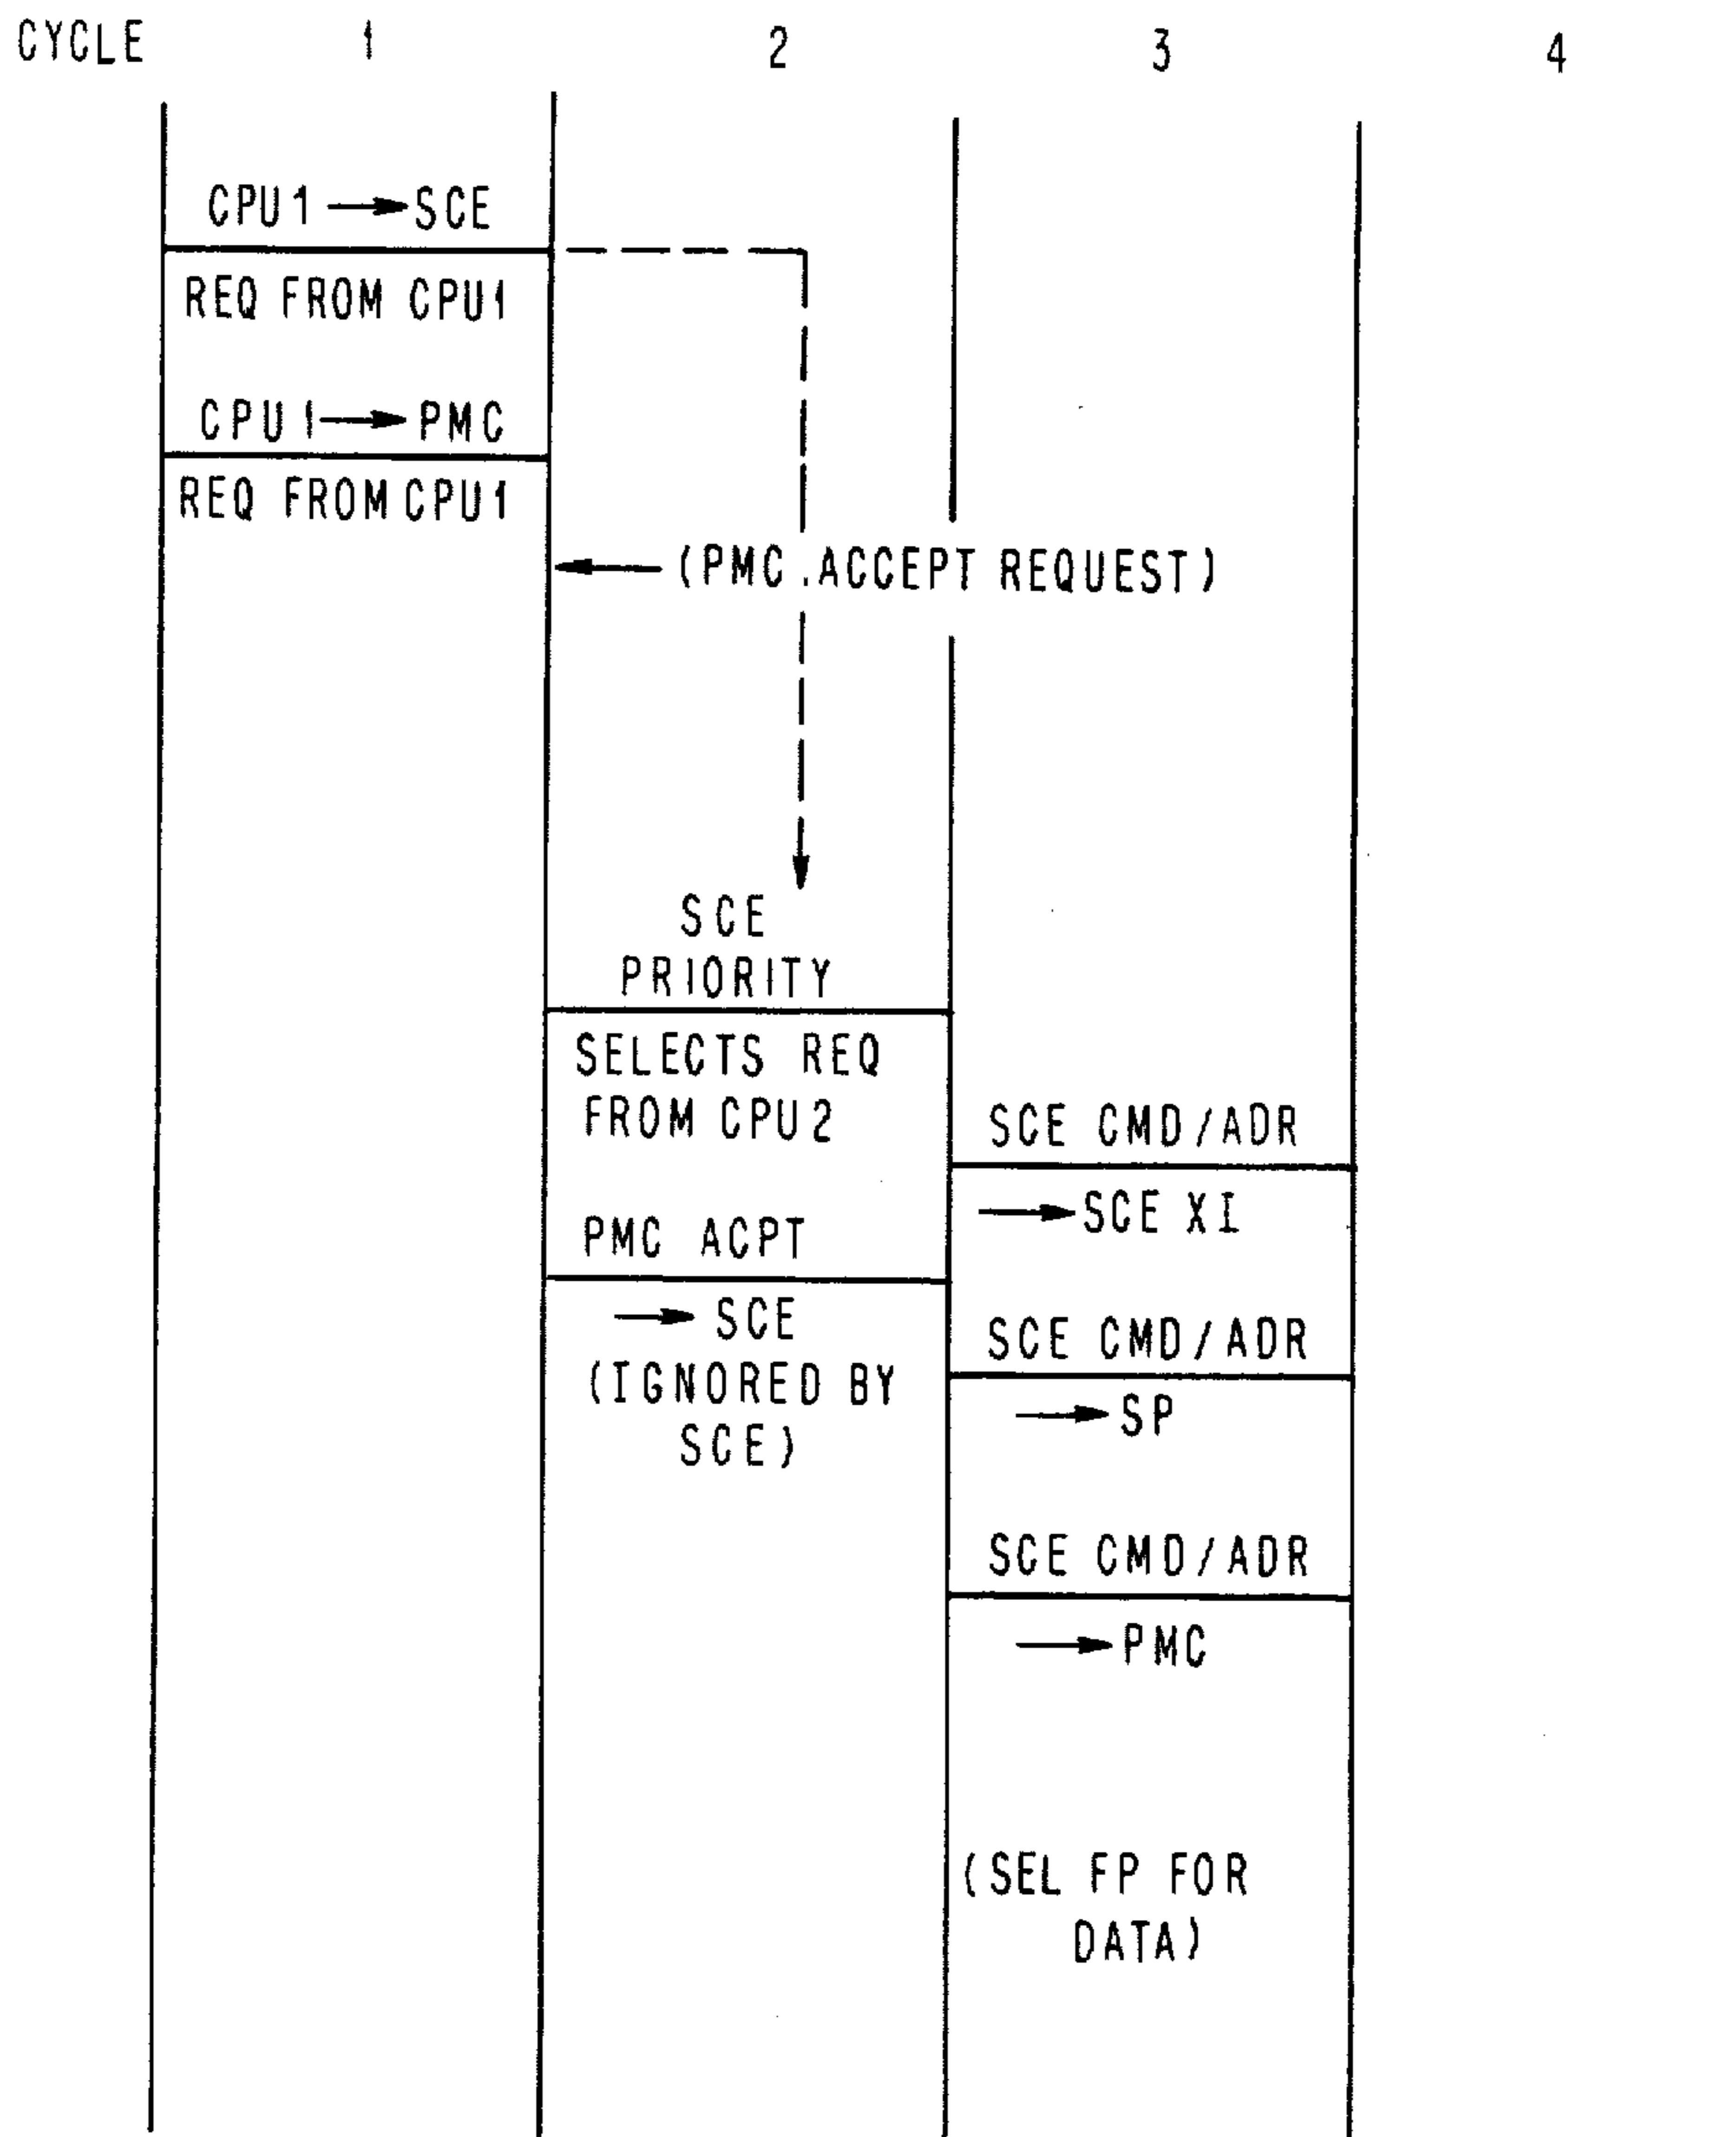 CYCLE 1 2 3 4
CPU1 → SCE
REQ FROM CPU1
CPU1 → PMC
REQ FROM CPU1
← (PMC ACCEPT REQUEST)
SCE
PRIORITY
SELECTS REQ
FROM CPU2
PMC ACPT
→ SCE
(IGNORED BY
SCE)
SCE CMD/ADR
→ SCE XI
SCE CMD/ADR
→ SP
SCE CMD/ADR
→ PMC
(SEL FP FOR
DATA)